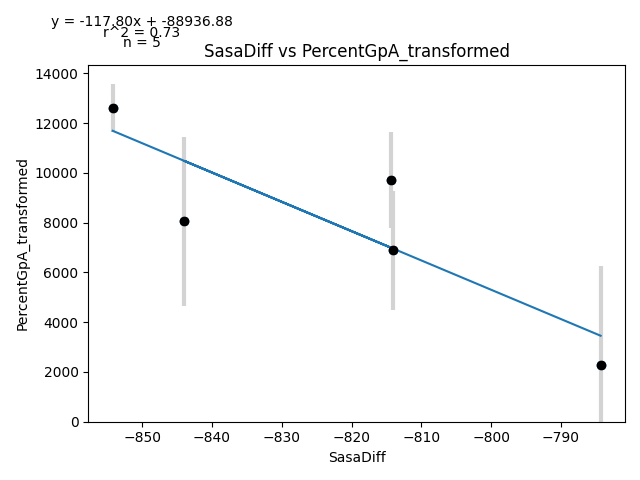 y = -117.80x + -88936.88
r^2 = 0.73
n = 5
SasaDiff vs PercentGpA_transformed
14000
12000
10000
8000
6000
4000
2000
0
PercentGpA_transformed
−850
−840
−830
−820
−810
−800
−790
SasaDiff